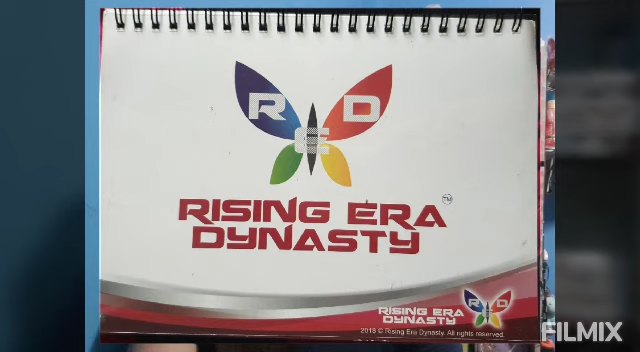 R E D
RISING ERA
DYNASTY
TM
RISING ERA
DYNASTY
R E D
2018 © Rising Era Dynasty. All rights reserved.
FILMIX